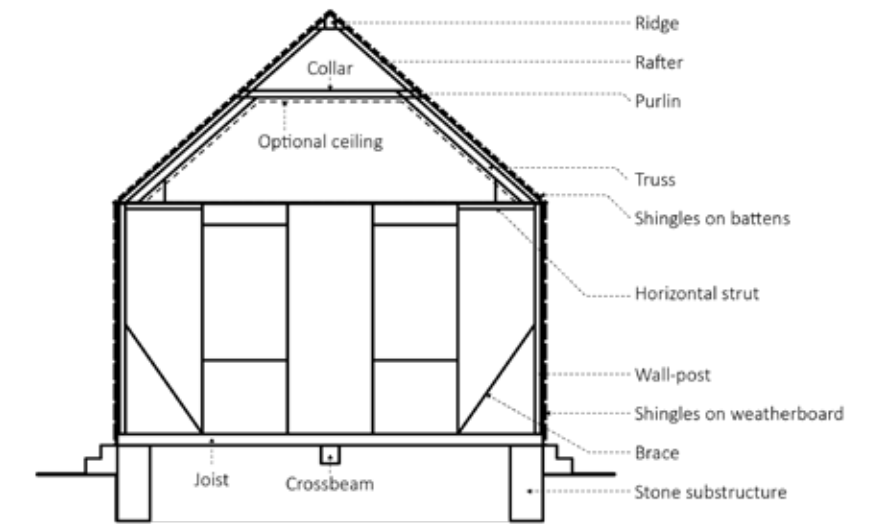 Ridge
Rafter
Collar
Purlin
Optional ceiling
Truss
Shingles on battens
Horizontal strut
Wall-post
Shingles on weatherboard
Brace
Joist
Crossbeam
Stone substructure